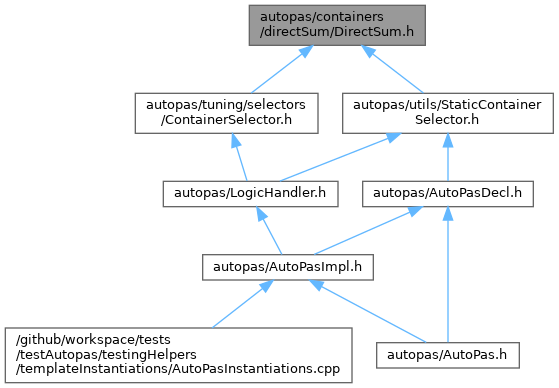 autopas/containers
/directSum/DirectSum.h
autopas/tuning/selectors
/ContainerSelector.h
autopas/utils/StaticContainer
Selector.h
autopas/LogicHandler.h
autopas/AutoPasDecl.h
autopas/AutoPasImpl.h
/github/workspace/tests
/testAutopas/testingHelpers
/templateInstantiations/AutoPasInstantiations.cpp
autopas/AutoPas.h